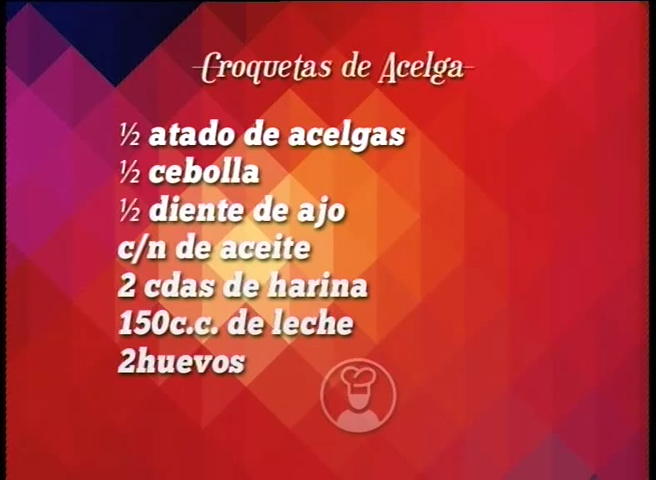 Croquetas de Acelga
½ atado de acelgas
½ cebolla
½ diente de ajo
c/n de aceite
2 cdas de harina
150c.c. de leche
2huevos